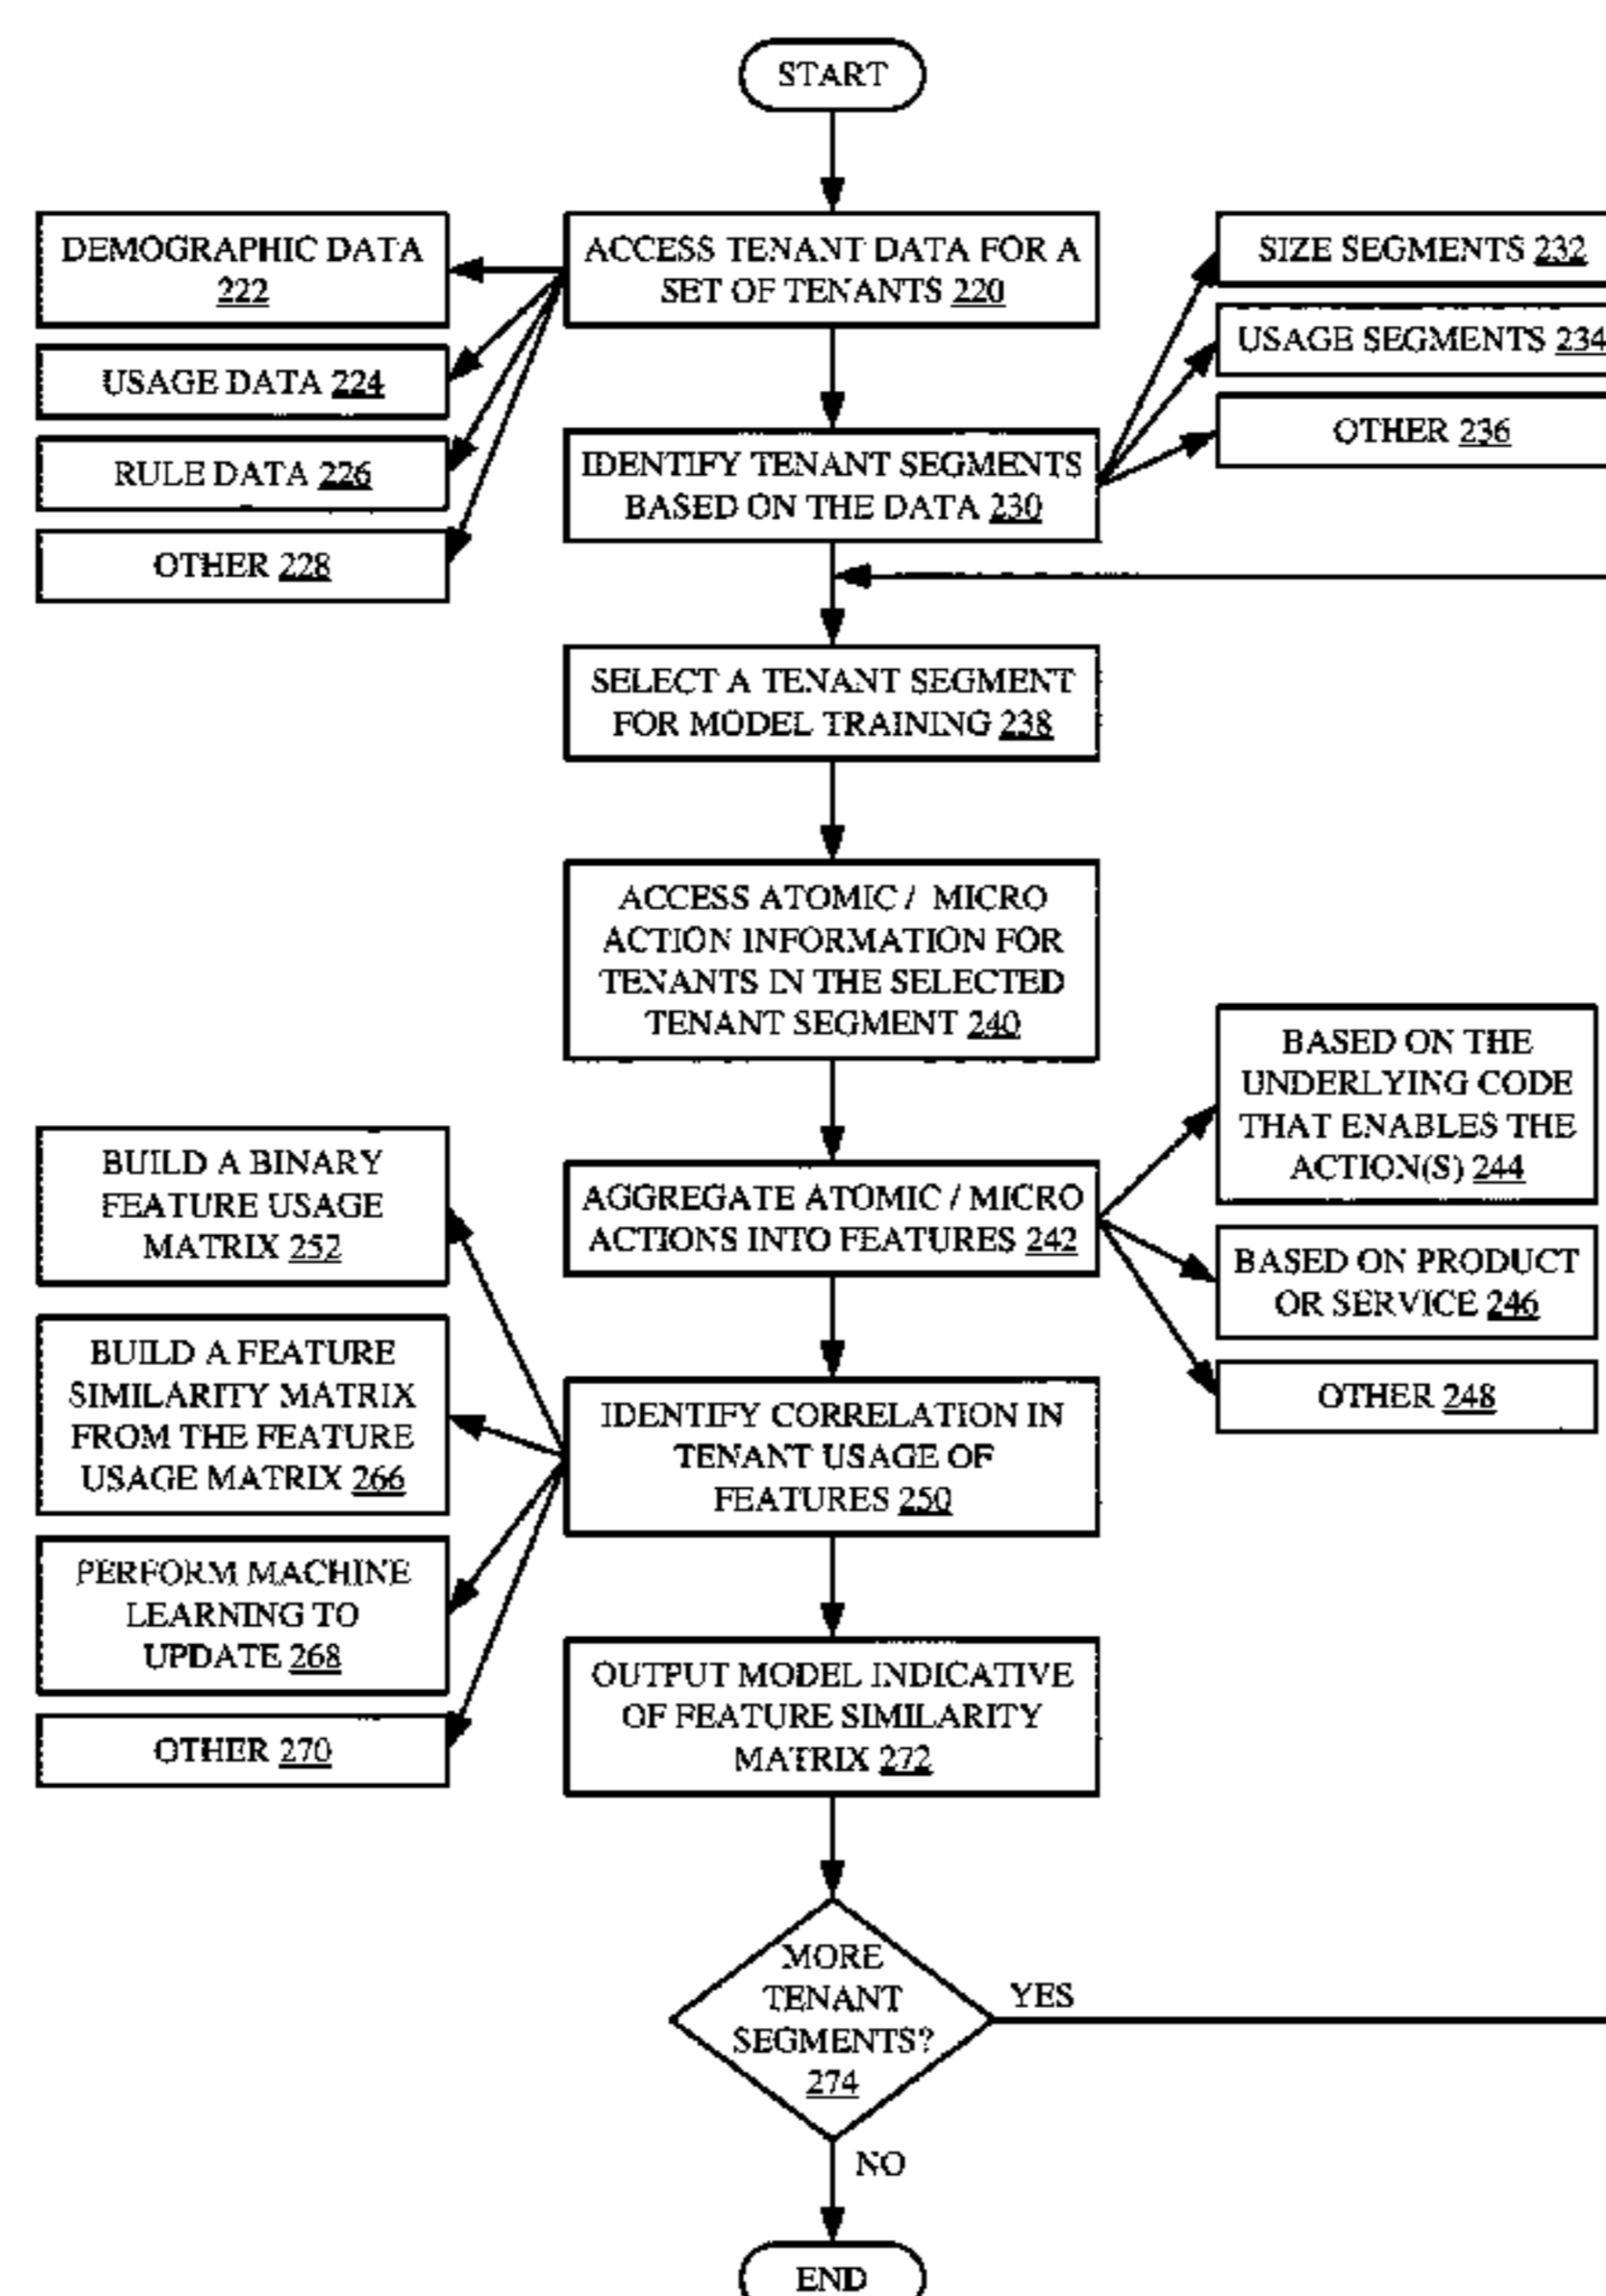 START
DEMOGRAPHIC DATA
222
USAGE DATA 224
RULE DATA 226
OTHER 228
ACCESS TENANT DATA FOR A
SET OF TENANTS 220
SIZE SEGMENTS 232
USAGE SEGMENTS 234
OTHER 236
IDENTIFY TENANT SEGMENTS
BASED ON THE DATA 230
SELECT A TENANT SEGMENT
FOR MODEL TRAINING 238
ACCESS ATOMIC / MICRO
ACTION INFORMATION FOR
TENANTS IN THE SELECTED
TENANT SEGMENT 240
AGGREGATE ATOMIC / MICRO
ACTIONS INTO FEATURES 242
BASED ON THE
UNDERLYING CODE
THAT ENABLES THE
ACTION(S) 244
BASED ON PRODUCT
OR SERVICE 246
OTHER 248
BUILD A BINARY
FEATURE USAGE
MATRIX 252
BUILD A FEATURE
SIMILARITY MATRIX
FROM THE FEATURE
USAGE MATRIX 266
PERFORM MACHINE
LEARNING TO
UPDATE 268
OTHER 270
IDENTIFY CORRELATION IN
TENANT USAGE OF
FEATURES 250
OUTPUT MODEL INDICATIVE
OF FEATURE SIMILARITY
MATRIX 272
MORE
TENANT
SEGMENTS?
274
YES
NO
END